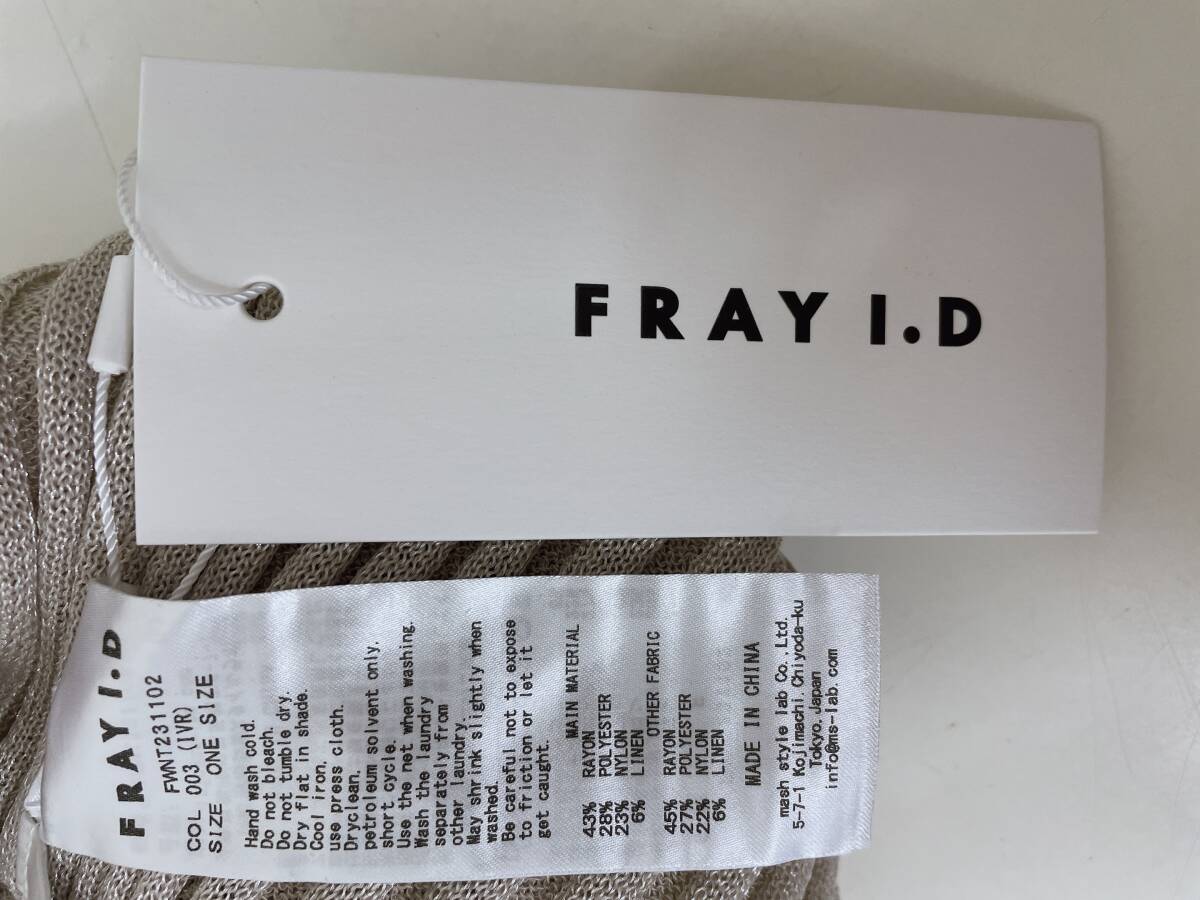 FRAY I.D
FRAY I.D
FWNT231102
COL 003 (IVR)
SIZE ONE SIZE
Hand wash cold.
Do not bleach.
Do not tumble dry.
Dry flat in shade.
Cool iron.
use press cloth.
Dryclean.
petroleum solvent only.
short cycle.
Use the net when washing.
Wash the laundry
separately from
other laundry.
May shrink slightly when
washed.
Be careful not to expose
to friction or let it
get caught.
MAIN MATERIAL
43% RAYON
28% POLYESTER
23% NYLON
6% LINEN
OTHER FABRIC
45% RAYON
27% POLYESTER
22% NYLON
6% LINEN
MADE IN CHINA
mash style lab Co., Ltd.
5-7-1 Kojimachi, Chiyoda-ku
Tokyo, Japan
info@ms-lab.com